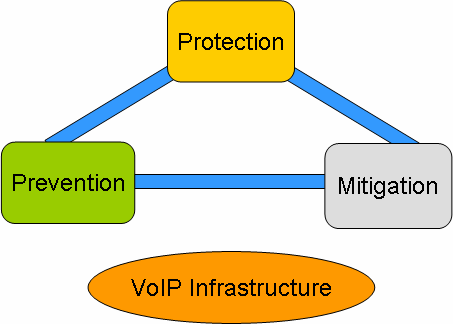 Protection
Prevention
Mitigation
VoIP Infrastructure